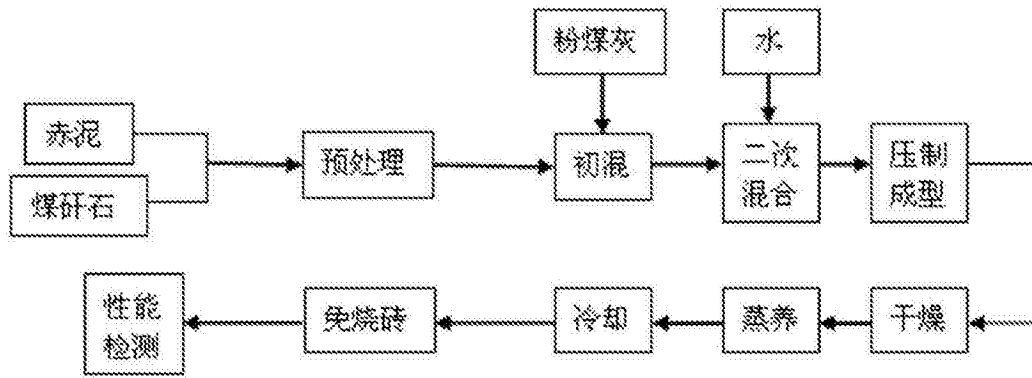 粉煤灰
水
赤泥
煤矸石
预处理
初混
二次
混合
压制
成型
性能
检测
免烧砖
冷却
蒸养
干燥